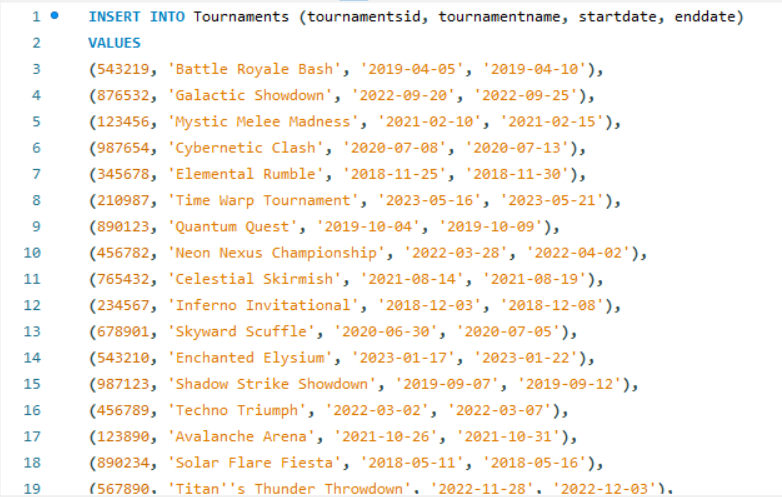 1 INSERT INTO Tournaments (tournamentsid, tournamentname, startdate, enddate)
2 VALUES
3 (543219, 'Battle Royale Bash', '2019-04-05', '2019-04-10'),
4 (876532, 'Galactic Showdown', '2022-09-20', '2022-09-25'),
5 (123456, 'Mystic Melee Madness', '2021-02-10', '2021-02-15'),
6 (987654, 'Cybernetic Clash', '2020-07-08', '2020-07-13'),
7 (345678, 'Elemental Rumble', '2018-11-25', '2018-11-30'),
8 (210987, 'Time Warp Tournament', '2023-05-16', '2023-05-21'),
9 (890123, 'Quantum Quest', '2019-10-04', '2019-10-09'),
10 (456782, 'Neon Nexus Championship', '2022-03-28', '2022-04-02'),
11 (765432, 'Celestial Skirmish', '2021-08-14', '2021-08-19'),
12 (234567, 'Inferno Invitational', '2018-12-03', '2018-12-08'),
13 (678901, 'Skyward Scuffle', '2020-06-30', '2020-07-05'),
14 (543210, 'Enchanted Elysium', '2023-01-17', '2023-01-22'),
15 (987123, 'Shadow Strike Showdown', '2019-09-07', '2019-09-12'),
16 (456789, 'Techno Triumph', '2022-03-02', '2022-03-07'),
17 (123890, 'Avalanche Arena', '2021-10-26', '2021-10-31'),
18 (890234, 'Solar Flare Fiesta', '2018-05-11', '2018-05-16'),
19 (567890, 'Titan''s Thunder Throwdown', '2022-11-28', '2022-12-03'),